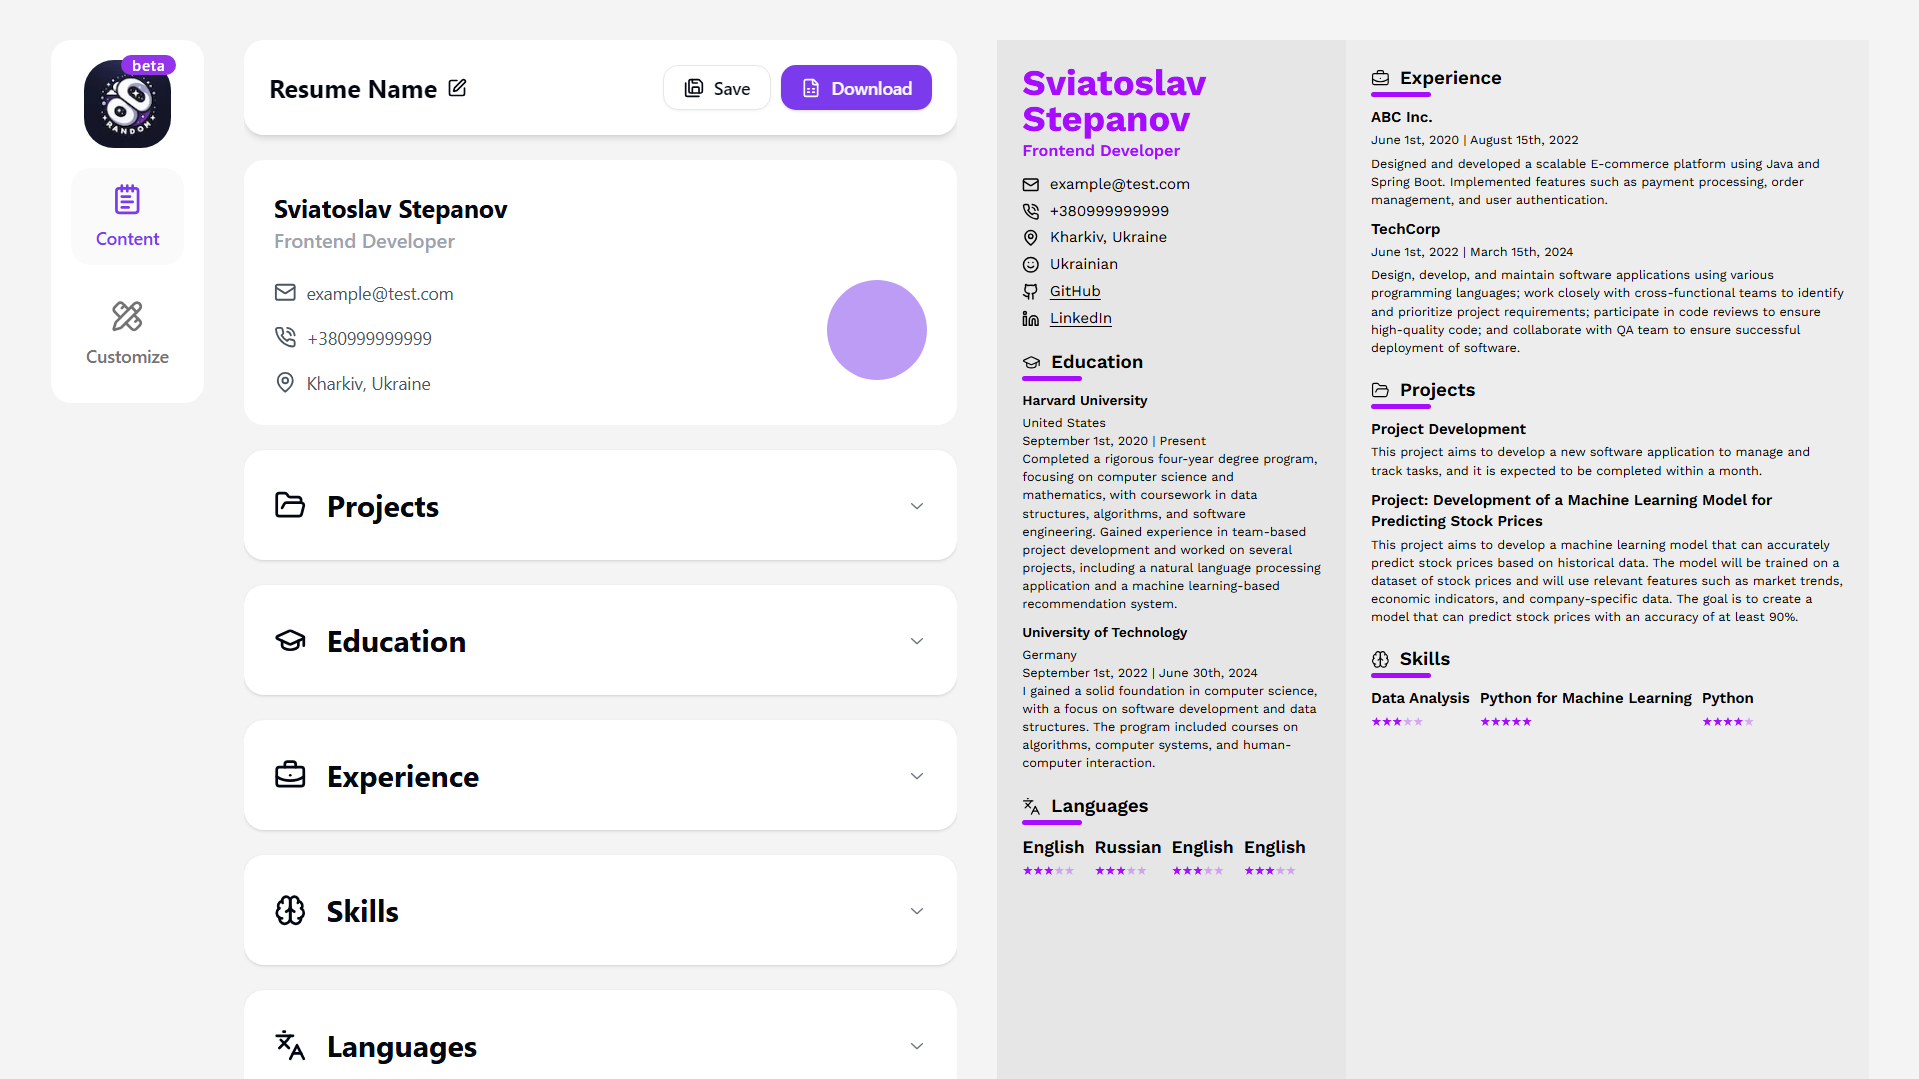 beta
RANDOM
Content
Customize
Resume Name
Save
Download
Sviatoslav Stepanov
Frontend Developer
example@test.com
+380999999999
Kharkiv, Ukraine
Projects
Education
Experience
Skills
Languages
Sviatoslav
Stepanov
Frontend Developer
example@test.com
+380999999999
Kharkiv, Ukraine
Ukrainian
GitHub
LinkedIn
Education
Harvard University
United States
September 1st, 2020 | Present
Completed a rigorous four-year degree program,
focusing on computer science and
mathematics, with coursework in data
structures, algorithms, and software
engineering. Gained experience in team-based
project development and worked on several
projects, including a natural language processing
application and a machine learning-based
recommendation system.
University of Technology
Germany
September 1st, 2022 | June 30th, 2024
I gained a solid foundation in computer science,
with a focus on software development and data
structures. The program included courses on
algorithms, computer systems, and human-
computer interaction.
Languages
English Russian English English
Experience
ABC Inc.
June 1st, 2020 | August 15th, 2022
Designed and developed a scalable E-commerce platform using Java and
Spring Boot. Implemented features such as payment processing, order
management, and user authentication.
TechCorp
June 1st, 2022 | March 15th, 2024
Design, develop, and maintain software applications using various
programming languages; work closely with cross-functional teams to identify
and prioritize project requirements; participate in code reviews to ensure
high-quality code; and collaborate with QA team to ensure successful
deployment of software.
Projects
Project Development
This project aims to develop a new software application to manage and
track tasks, and it is expected to be completed within a month.
Project: Development of a Machine Learning Model for
Predicting Stock Prices
This project aims to develop a machine learning model that can accurately
predict stock prices based on historical data. The model will be trained on a
dataset of stock prices and will use relevant features such as market trends,
economic indicators, and company-specific data. The goal is to create a
model that can predict stock prices with an accuracy of at least 90%.
Skills
Data Analysis Python for Machine Learning Python